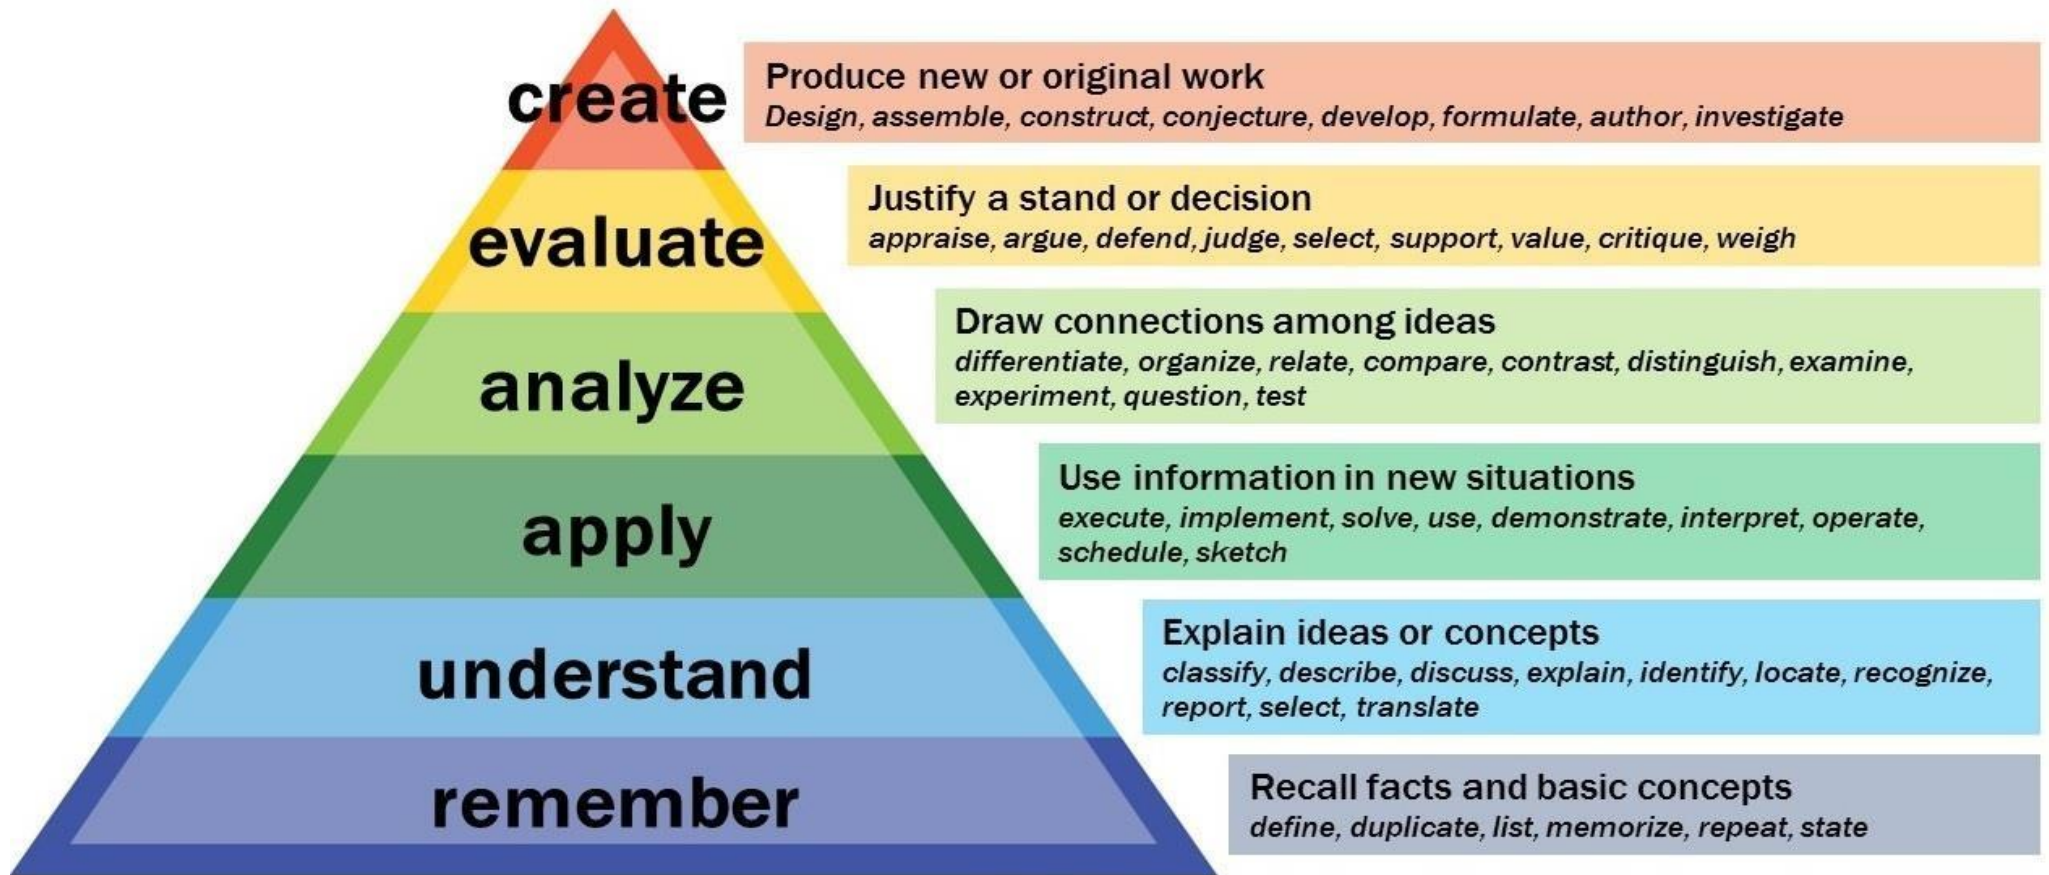 create
Produce new or original work
Design, assemble, construct, conjecture, develop, formulate, author, investigate
evaluate
Justify a stand or decision
appraise, argue, defend, judge, select, support, value, critique, weigh
analyze
Draw connections among ideas
differentiate, organize, relate, compare, contrast, distinguish, examine,
experiment, question, test
apply
Use information in new situations
execute, implement, solve, use, demonstrate, interpret, operate,
schedule, sketch
understand
Explain ideas or concepts
classify, describe, discuss, explain, identify, locate, recognize,
report, select, translate
remember
Recall facts and basic concepts
define, duplicate, list, memorize, repeat, state